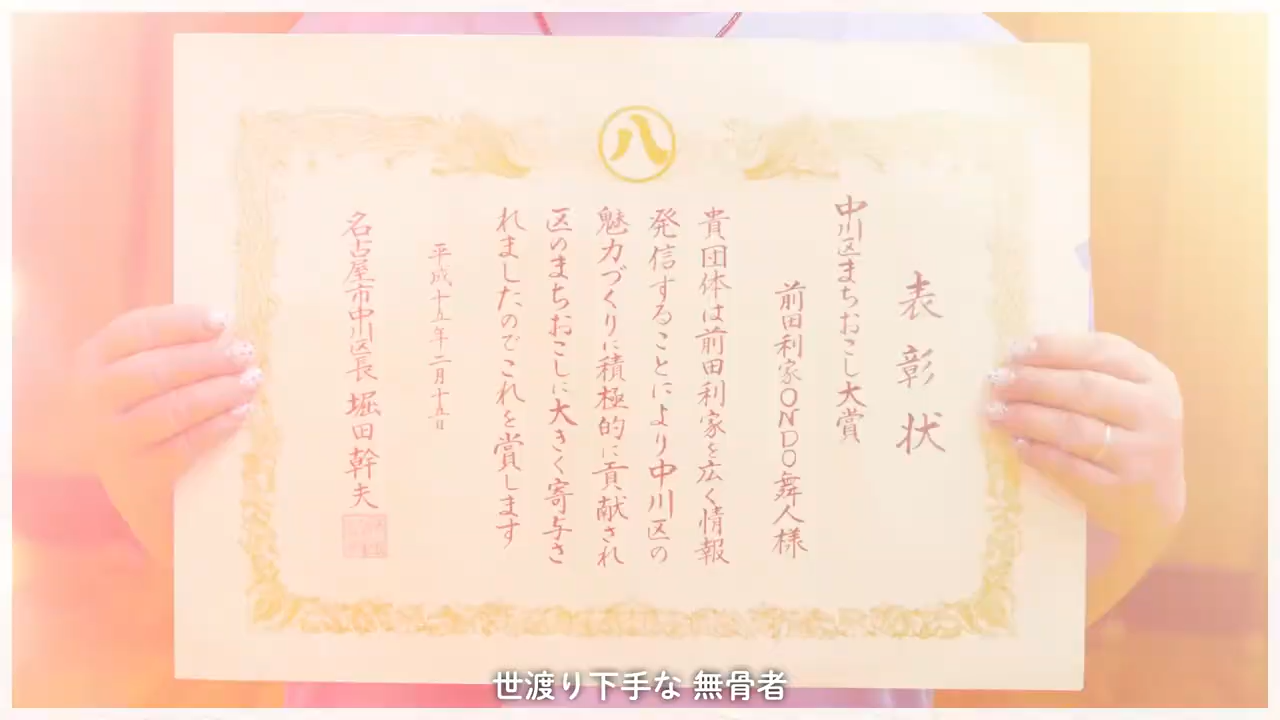 八
表彰状
中川区まちおこし大賞
前田利家ONDO舞人様
貴団体は前田利家を広く情報
発信することにより中川区の
魅力づくりに積極的に貢献され
区のまちおこしに大きく寄与さ
れましたのでこれを賞します
平成十五年二月十五日
名古屋市中川区長 堀田幹夫
世渡り下手な 無骨者